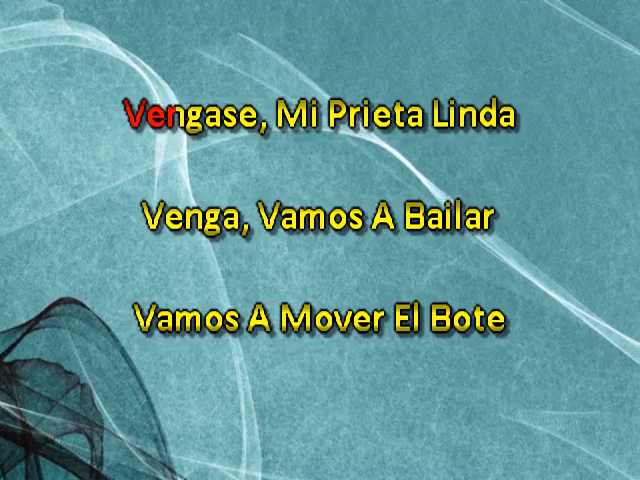 Vengase, Mi Prieta Linda
Venga, Vamos A Bailar
Vamos A Mover El Bote